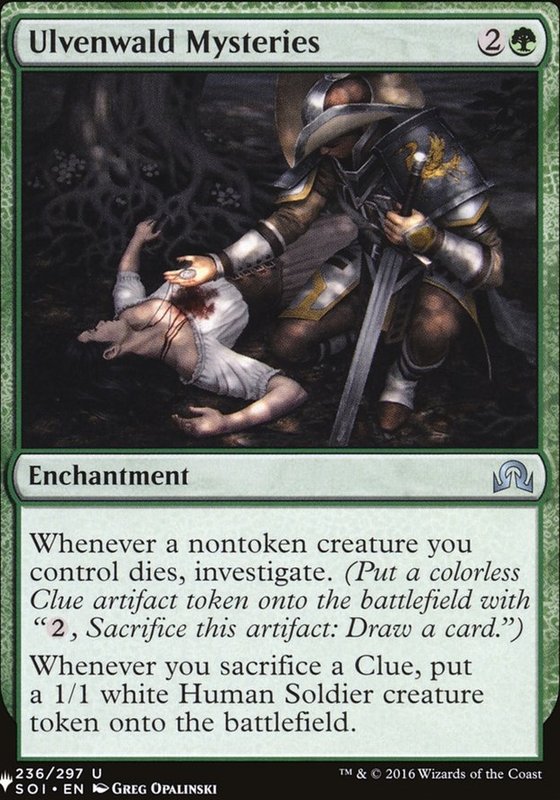 Ulvenwald Mysteries 2
Enchantment
Whenever a nontoken creature you
control dies, investigate. (Put a colorless
Clue artifact token onto the battlefield with
“2, Sacrifice this artifact: Draw a card.”)
Whenever you sacrifice a Clue, put
a 1/1 white Human Soldier creature
token onto the battlefield.
236/297 U
SOI • EN Greg Opalinski
™ & © 2016 Wizards of the Coast